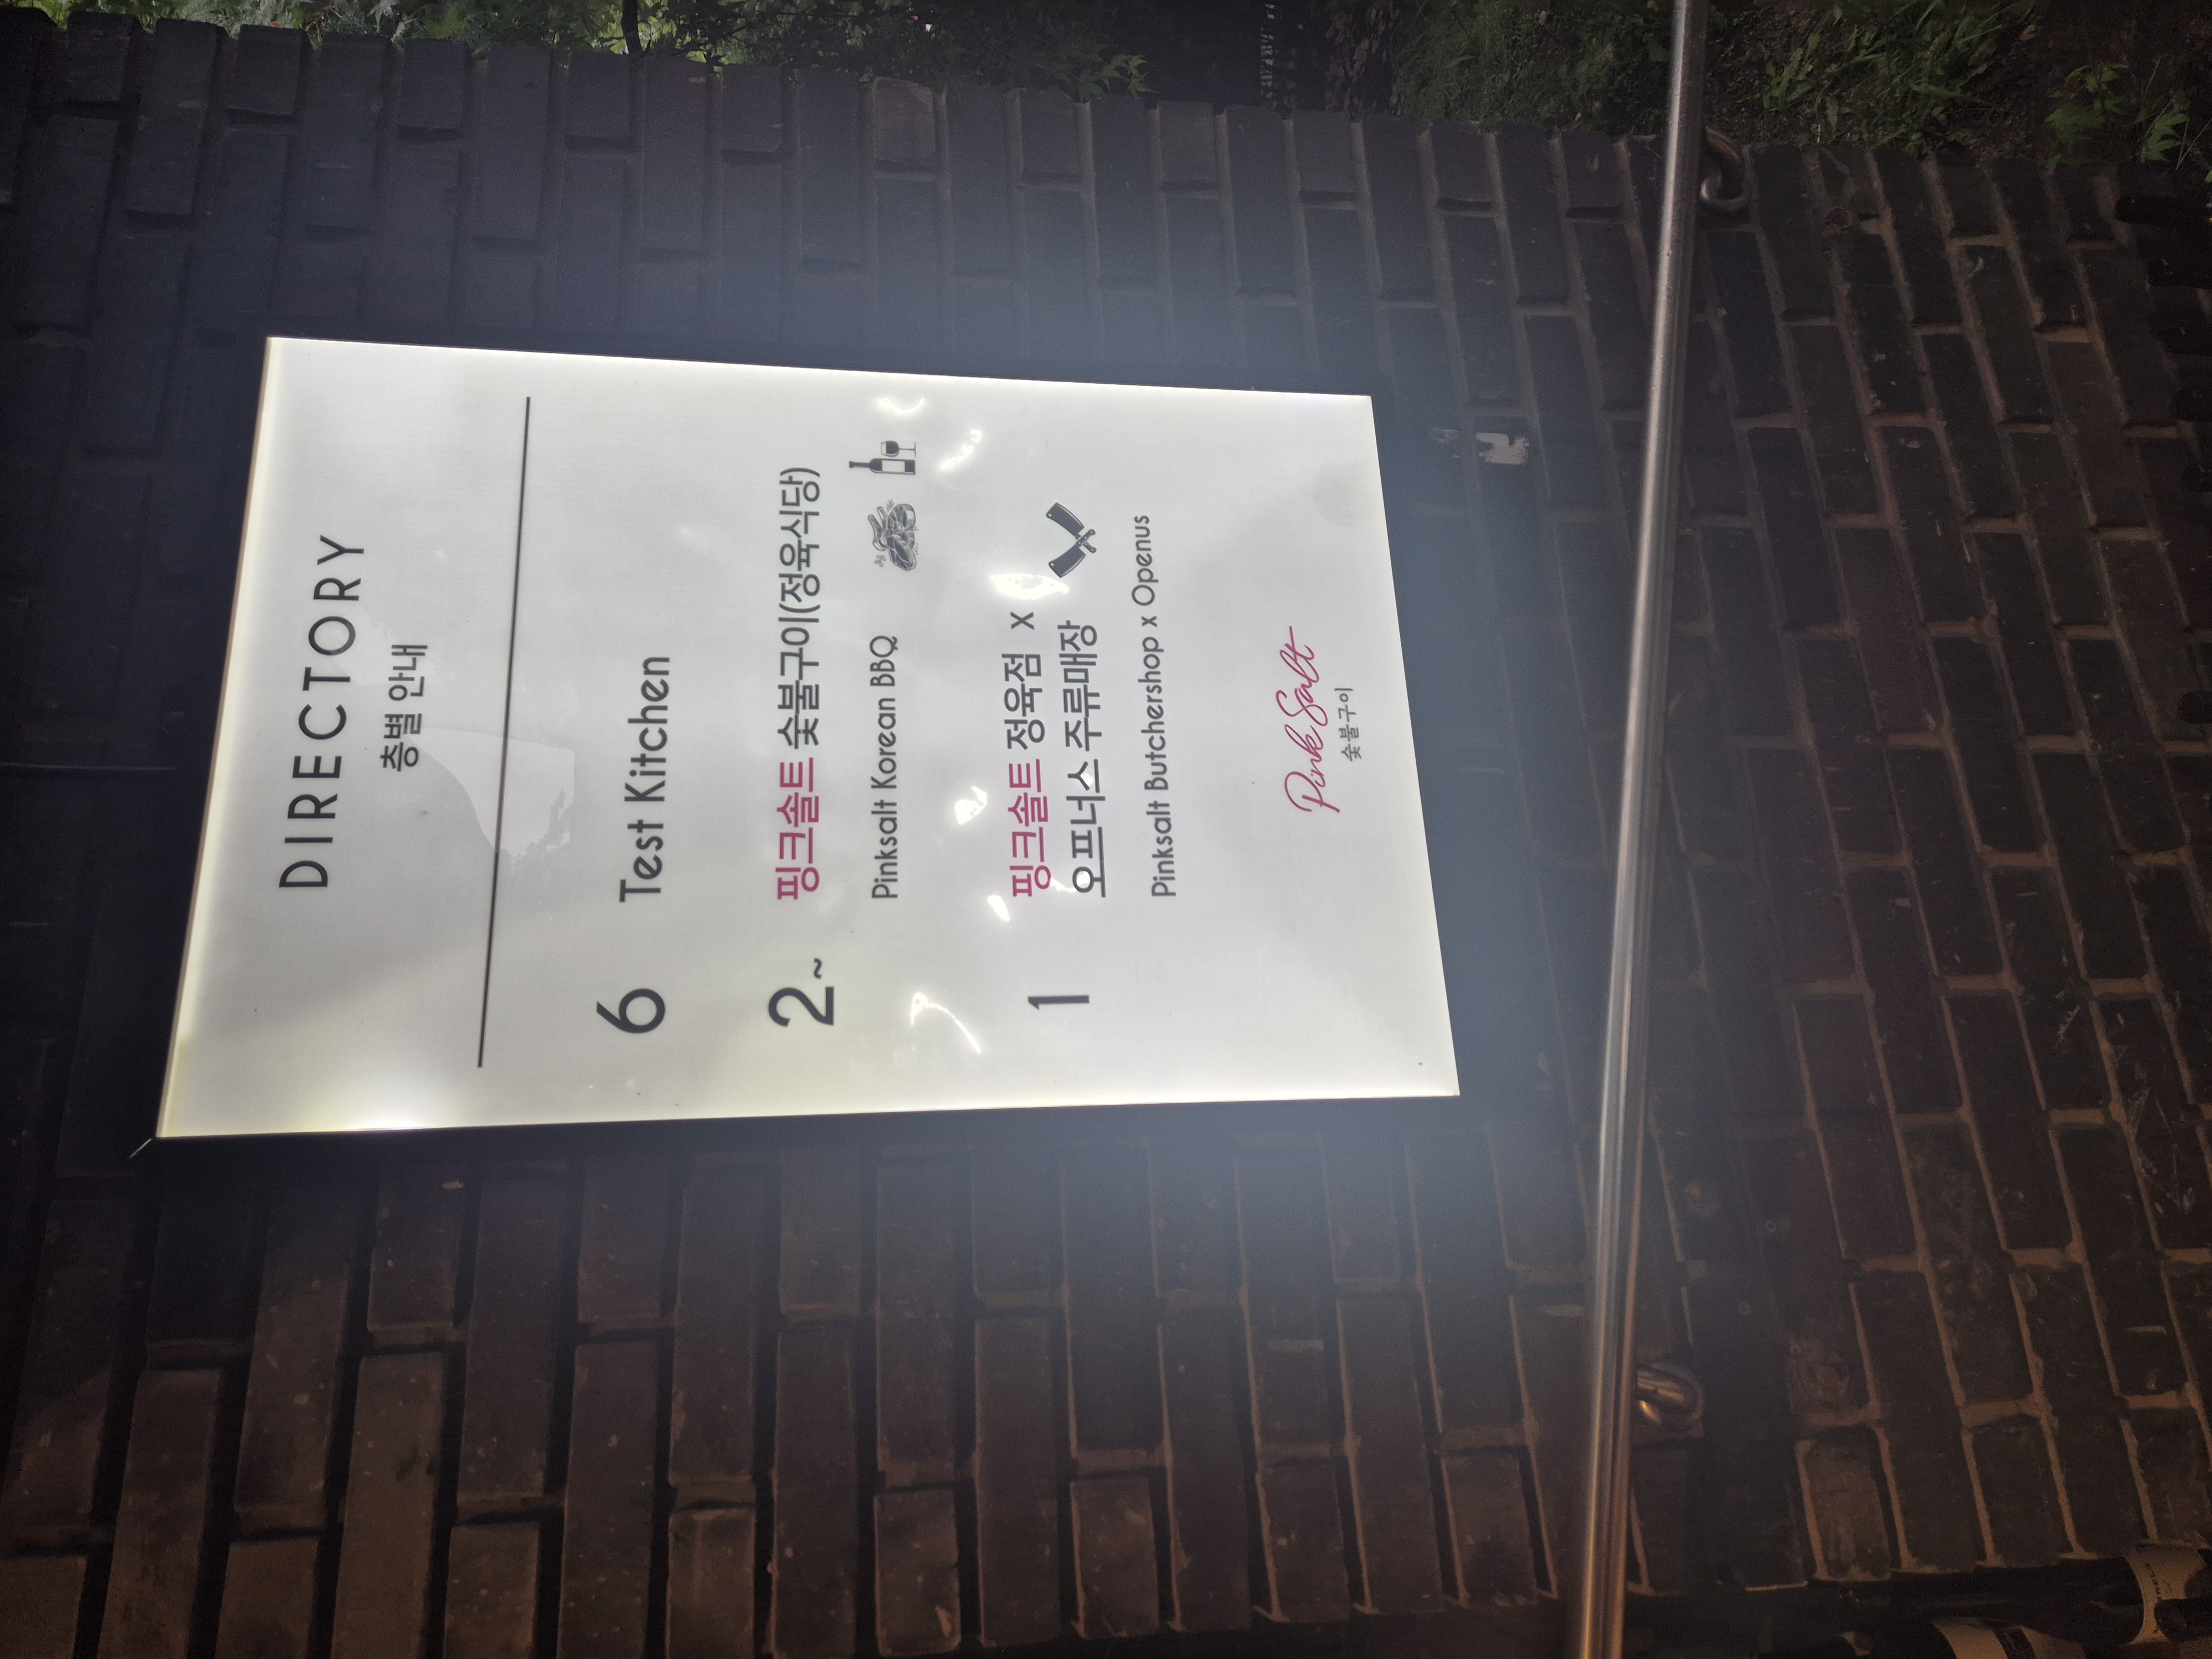 DIRECTORY
층별 안내
6 Test Kitchen
2~ 핑크솔트 숯불구이(정육식당)
Pinksalt Korean BBQ
1 핑크솔트 정육점 x
오프너스 주류매장
Pinksalt Butchershop x Openus
Pink Salt
숯불구이